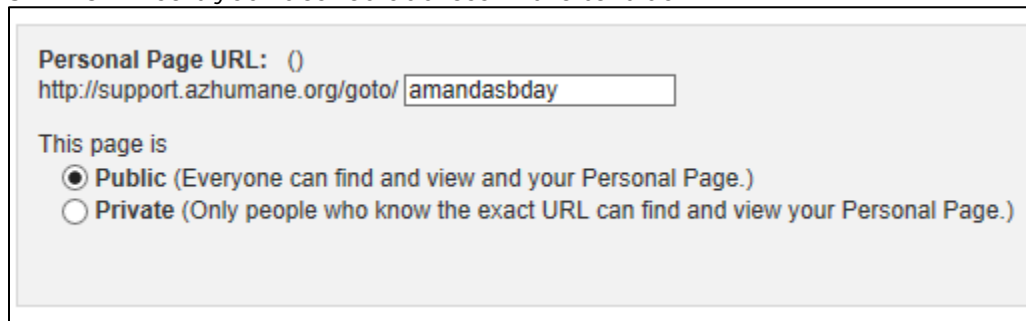 Personal Page URL: ()
http://support.azhumane.org/goto/ amandasbday
This page is
Public (Everyone can find and view and your Personal Page.)
Private (Only people who know the exact URL can find and view your Personal Page.)